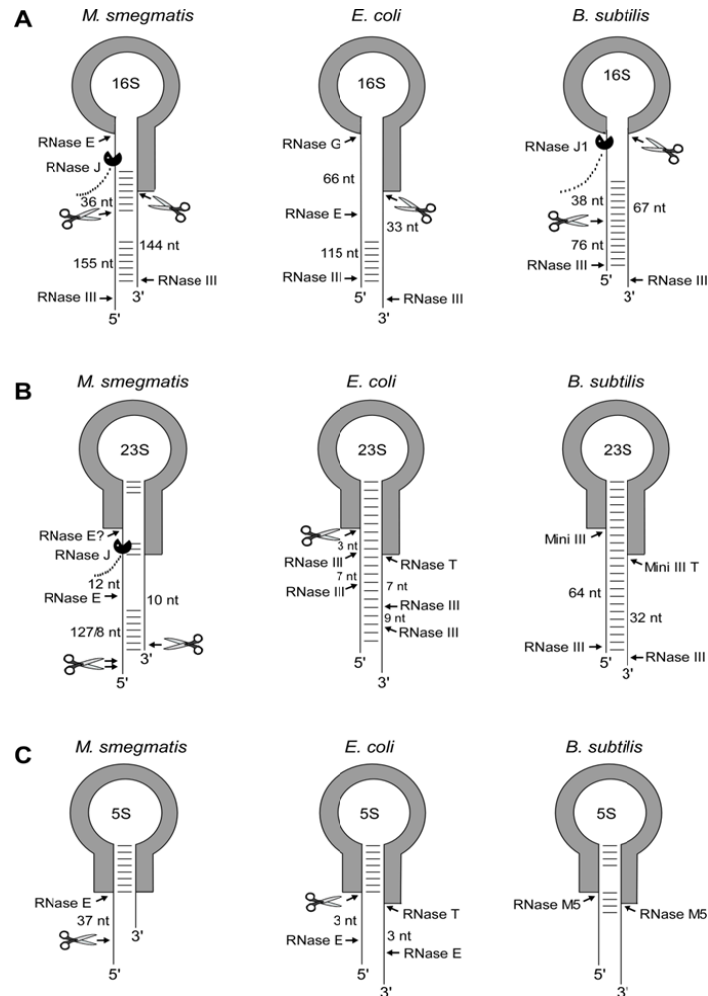 A
M. smegmatis
E. coli
B. subtilis
16S
16S
16S
RNase E
RNase J
36 nt
144 nt
155 nt
RNase III
RNase III
3'
5'
RNase G
66 nt
RNase E
33 nt
115 nt
RNase III
RNase III
5'
3'
RNase J1
38 nt
67 nt
76 nt
RNase III
RNase III
5'
3'
B
M. smegmatis
E. coli
B. subtilis
23S
23S
23S
RNase E?
RNase J
12 nt
RNase E
10 nt
127/8 nt
3'
5'
3 nt
RNase III
RNase T
7 nt
7 nt
RNase III
RNase III
9 nt
RNase III
5'
3'
Mini III
Mini III T
64 nt
32 nt
RNase III
RNase III
5'
3'
C
M. smegmatis
E. coli
B. subtilis
5S
5S
5S
RNase E
37 nt
3'
5'
3 nt
RNase T
RNase E
3 nt
RNase E
5'
3'
RNase M5
RNase M5
5'
3'